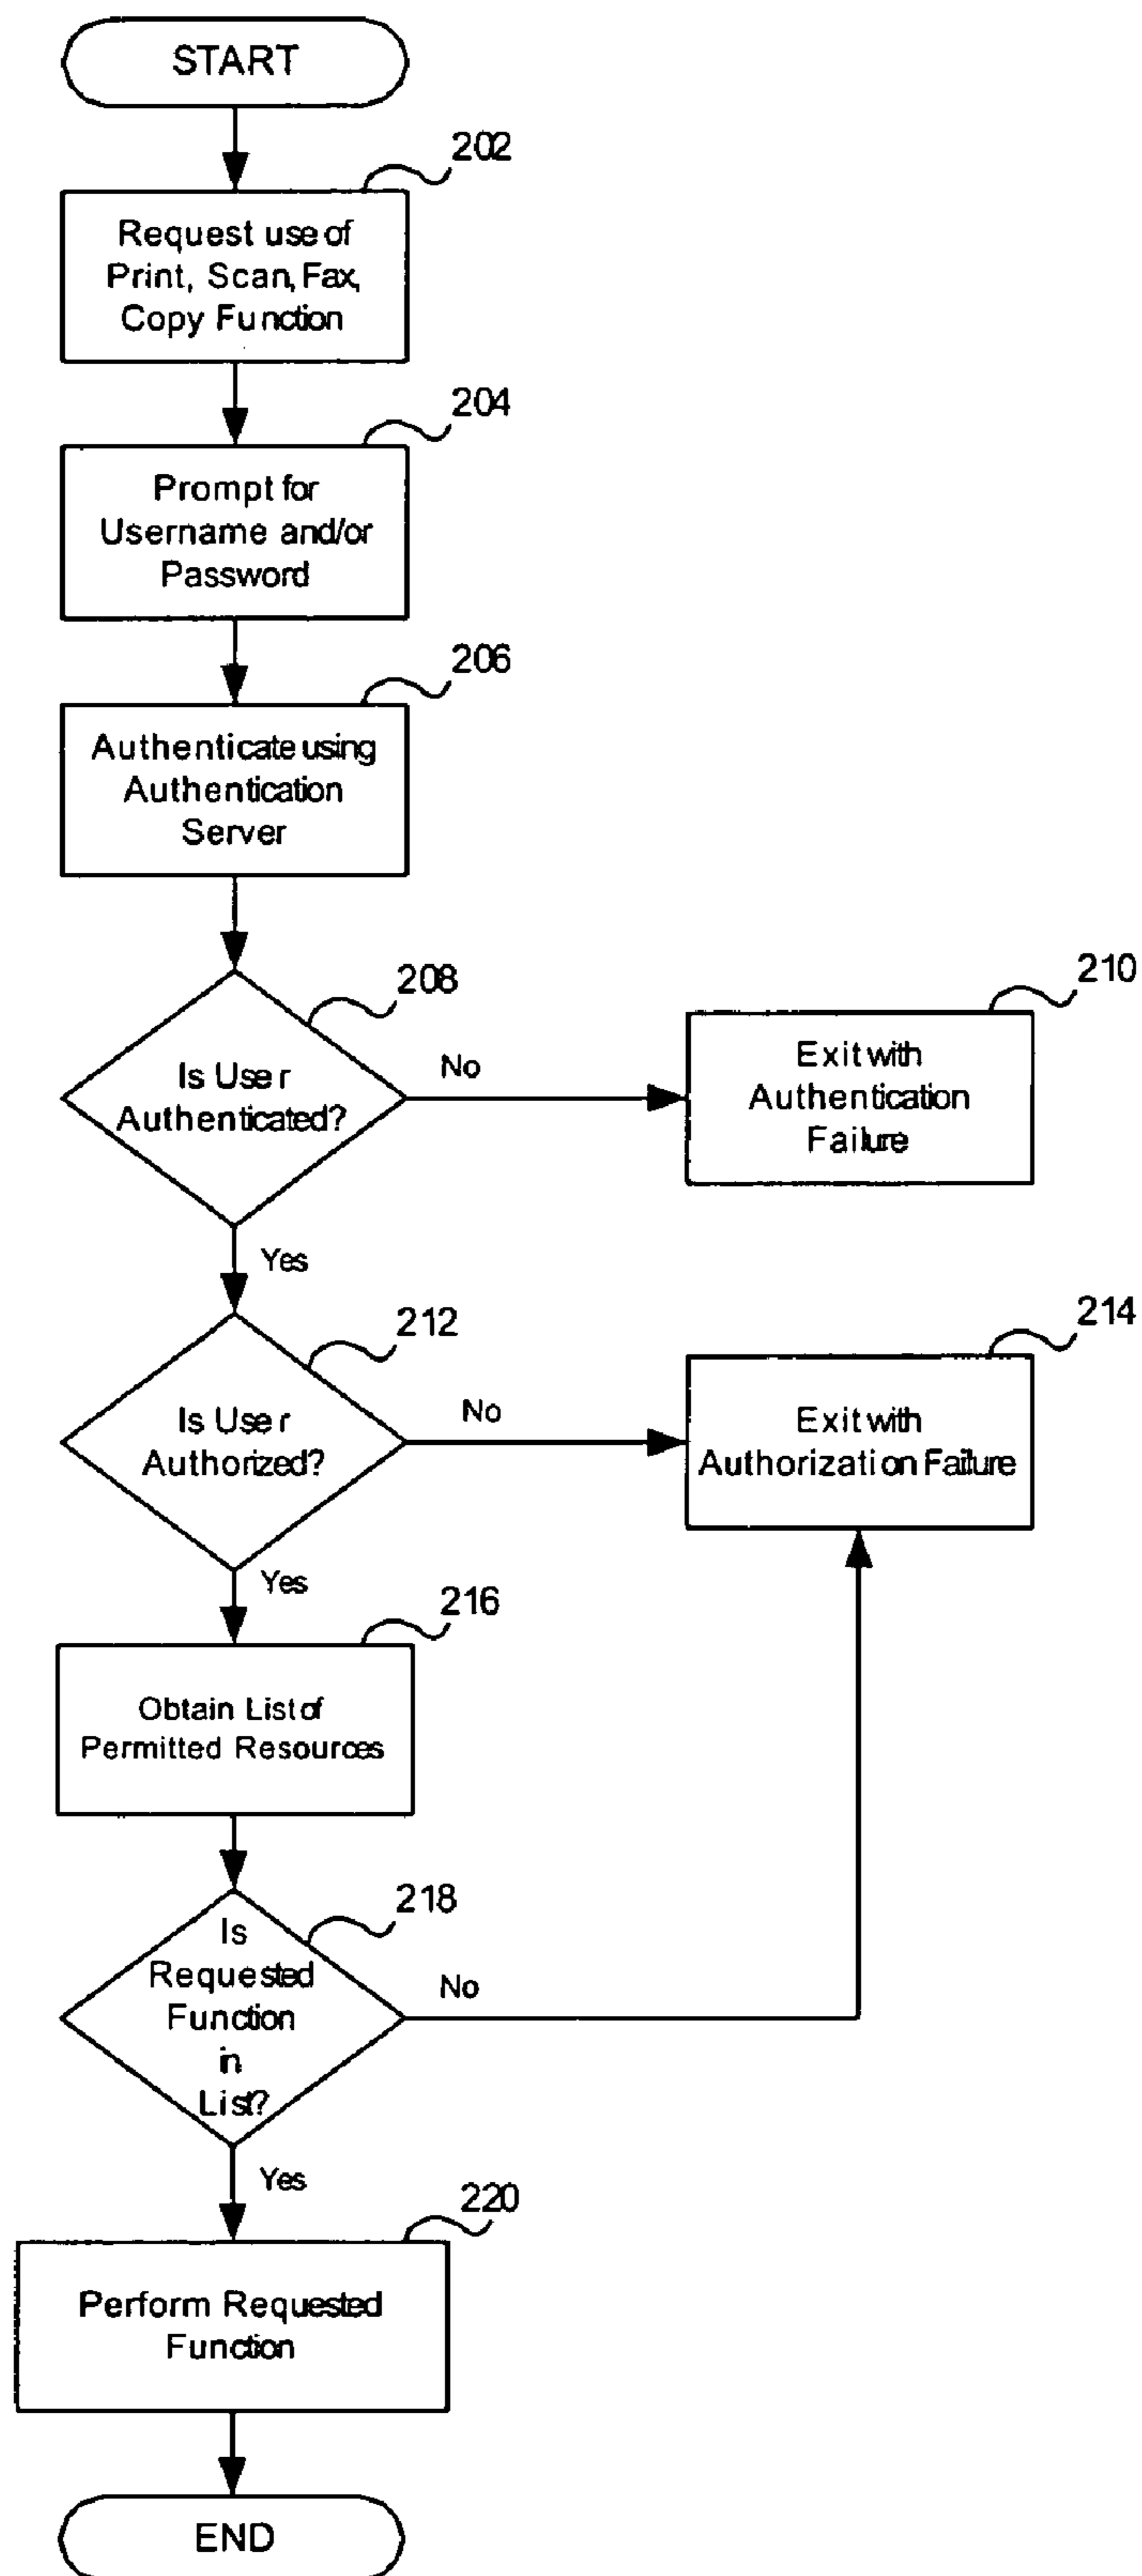 START
202
Request use of
Print, Scan, Fax,
Copy Function
204
Prompt for
Username and/or
Password
206
Authenticate using
Authentication
Server
208
Is User
Authenticated?
No
210
Exit with
Authentication
Failure
Yes
212
Is User
Authorized?
No
214
Exit with
Authorization Failure
Yes
216
Obtain List of
Permitted Resources
218
Is
Requested
Function
in
List?
No
Yes
220
Perform Requested
Function
END